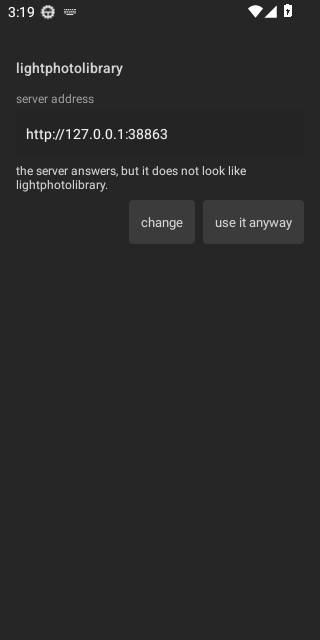 3:19
lightphotolibrary
server address
http://127.0.0.1:38863
the server answers, but it does not look like
lightphotolibrary.
change
use it anyway